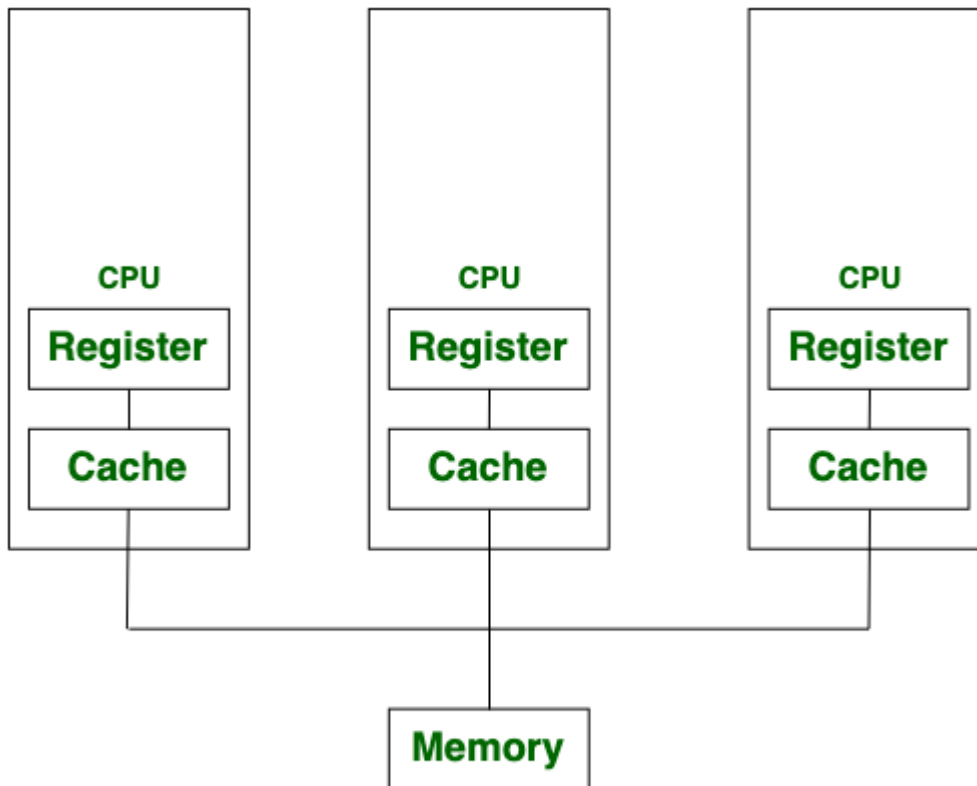 CPU
Register
Cache
CPU
Register
Cache
CPU
Register
Cache
Memory